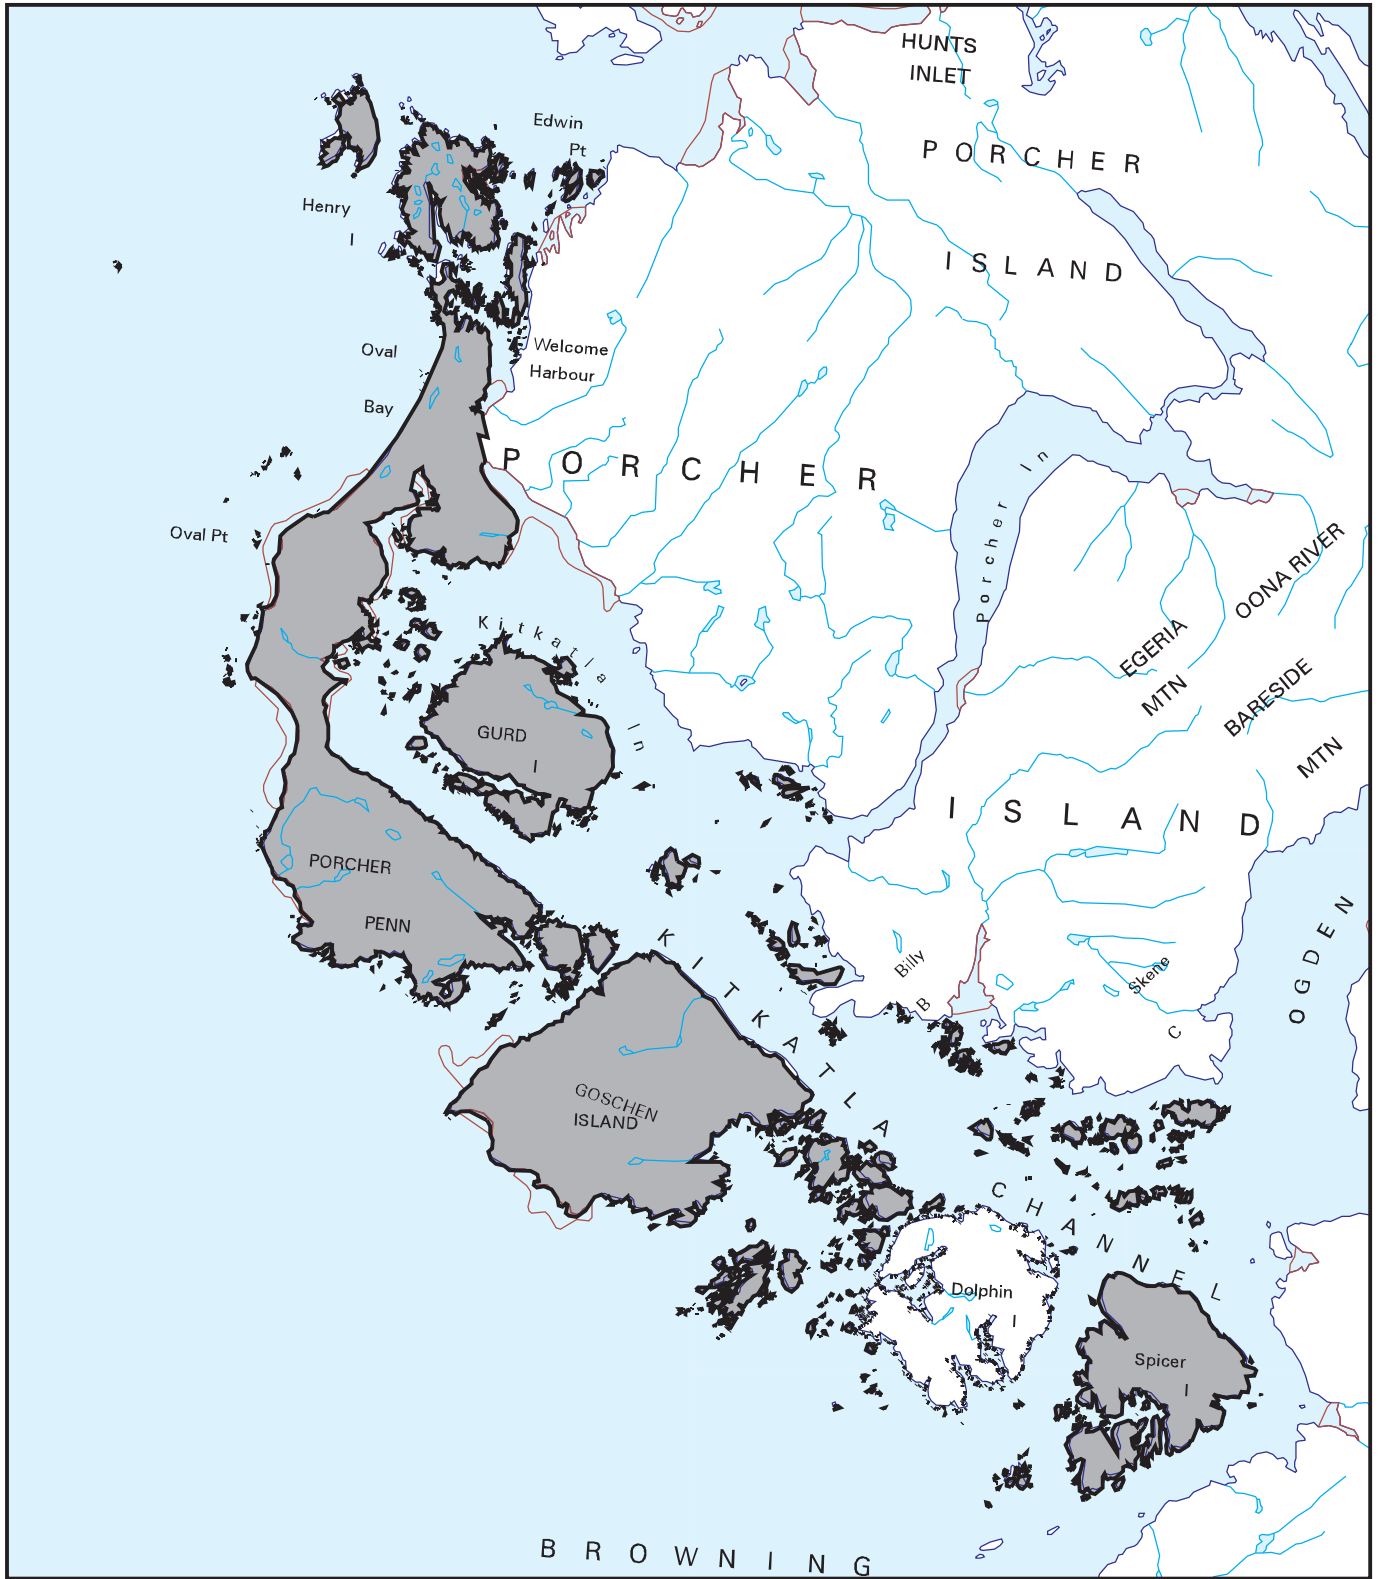 HUNTS
INLET
Edwin
Pt
PORCHER
ISLAND
Henry
I
Oval
Bay
Welcome
Harbour
PORCHER
Porcher In
Oval Pt
OONA RIVER
EGERIA
MTN
BARESIDE
MTN
Kitkatla In
GURD
I
ISLAND
PORCHER
PENN
OGDEN
Billy
B
Skene
C
KITKATLA
CHANNEL
GOSCHEN
ISLAND
Dolphin
I
Spicer
I
BROWNING